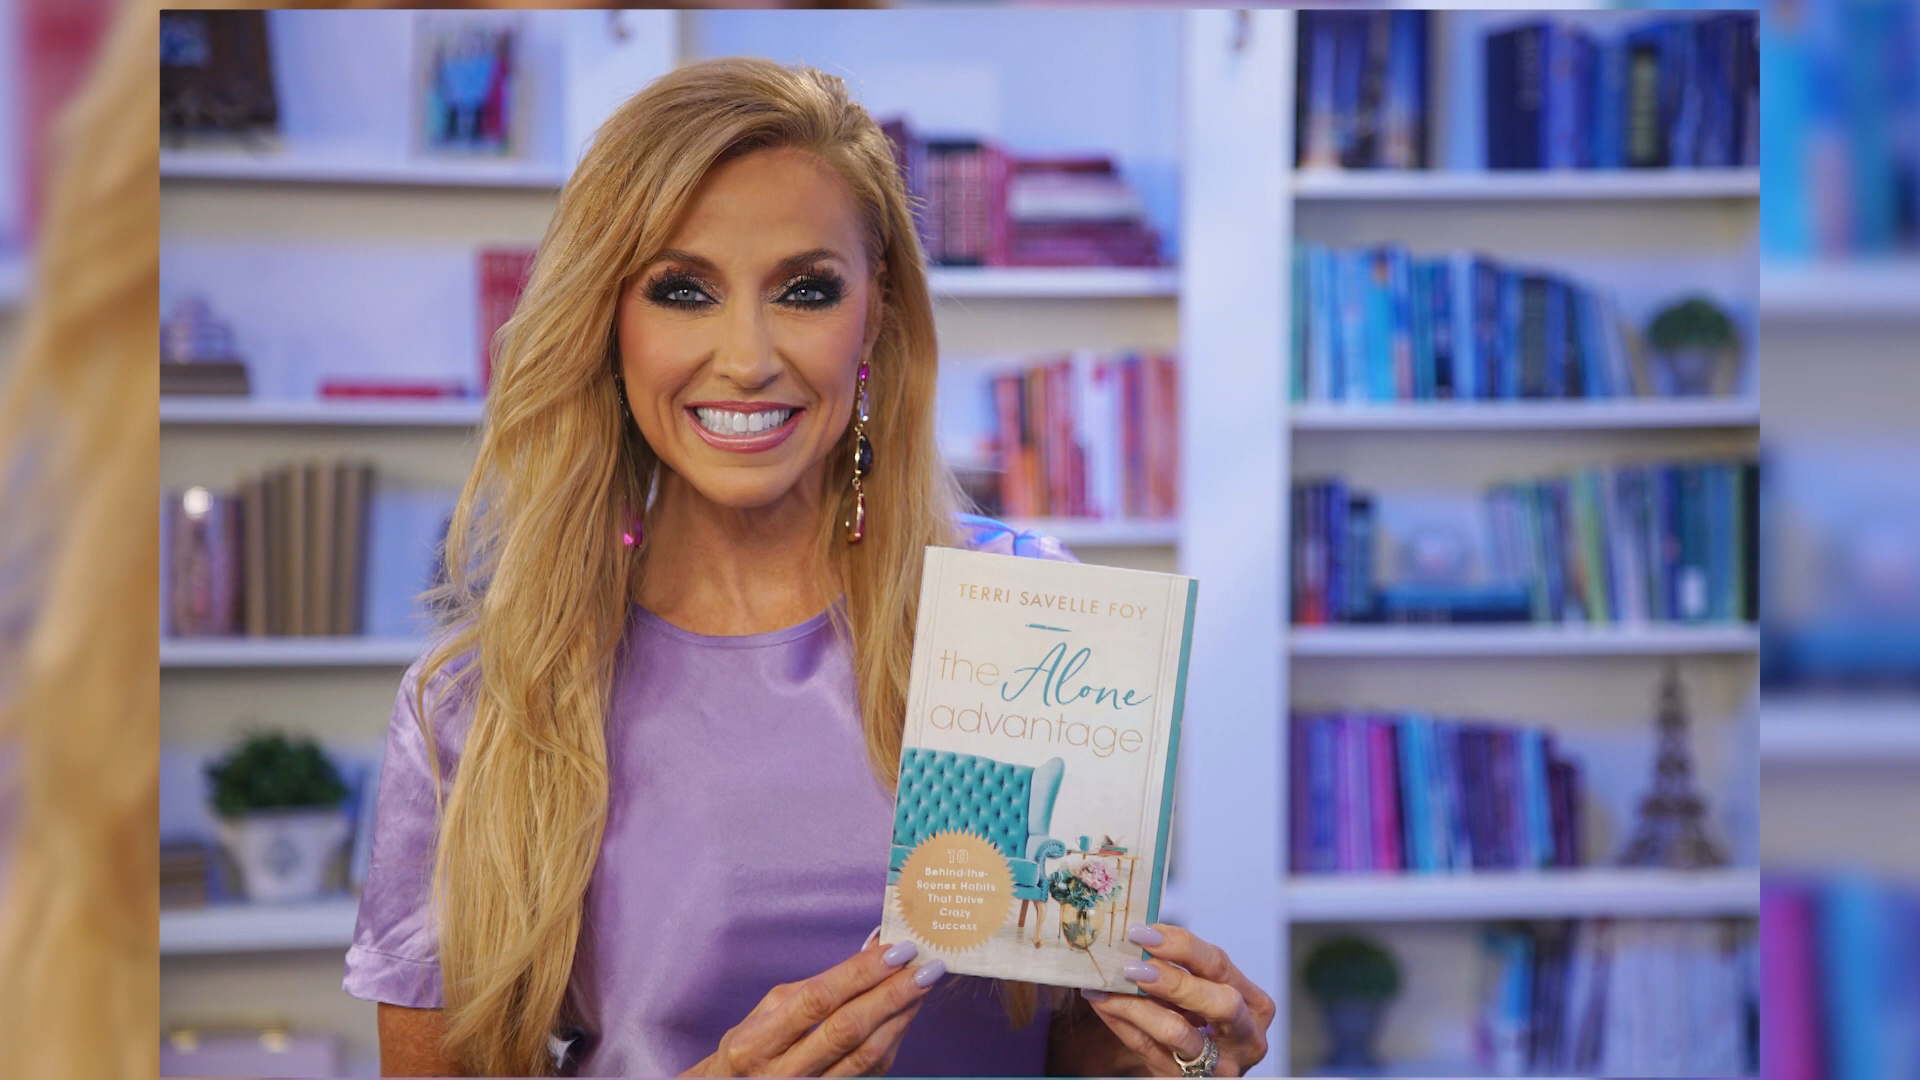 TERRI SAVELLE FOY
the Alone
advantage
10
Behind-the-
Scenes Habits
That Drive
Crazy
Success